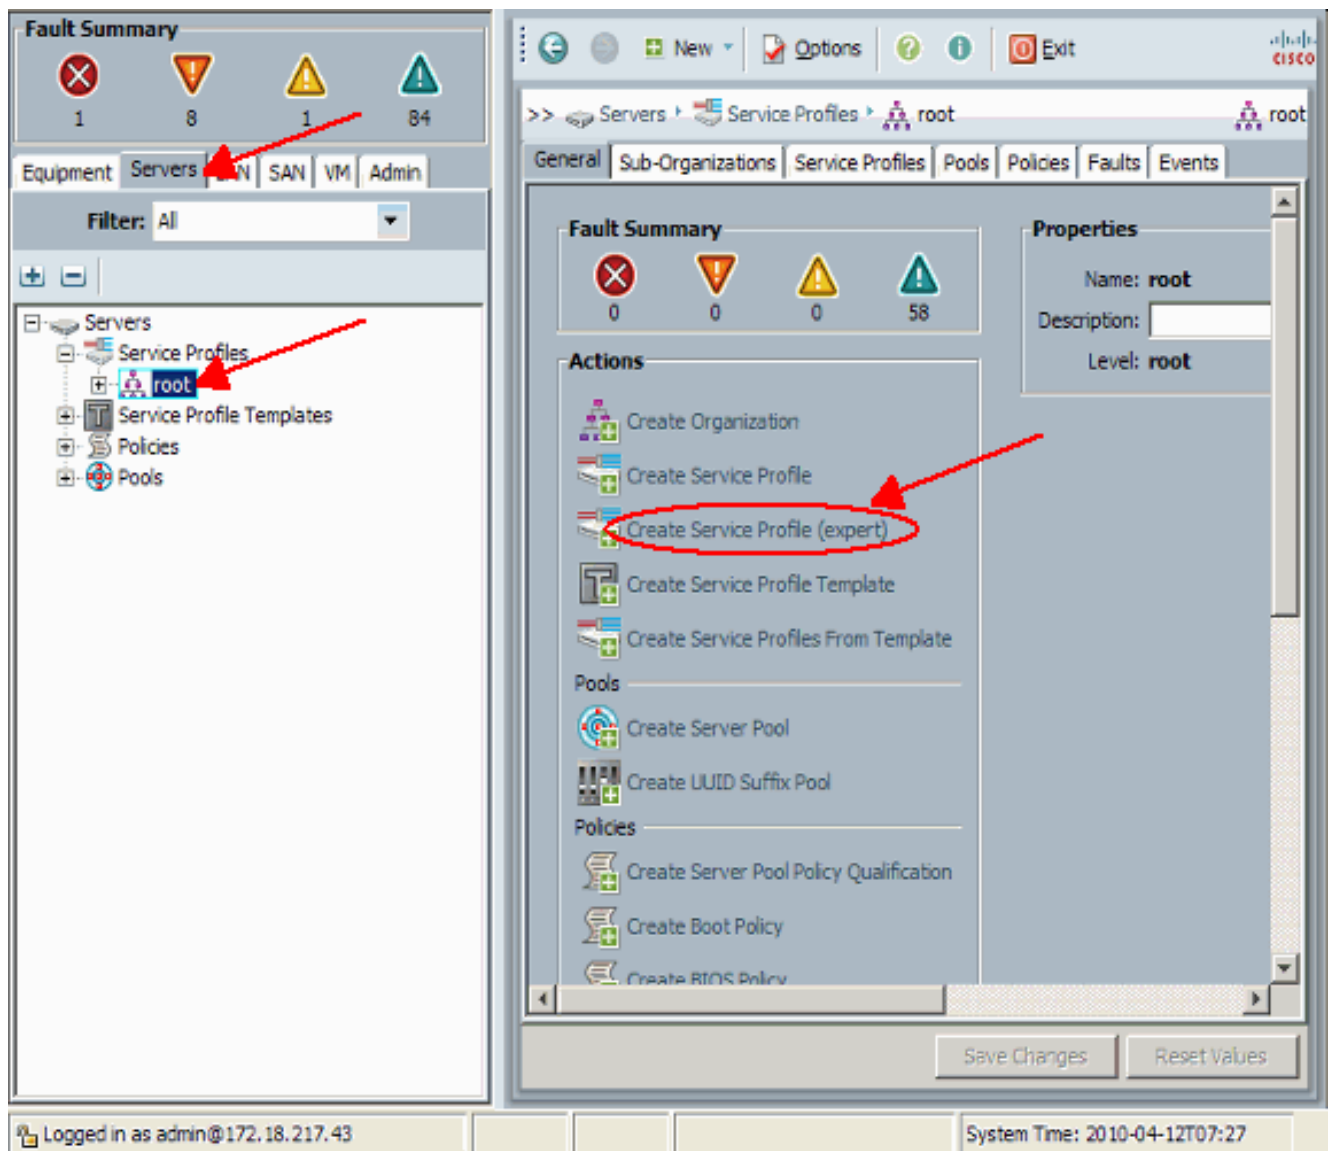 Fault Summary
1 8 1 84
Equipment Servers LAN SAN VM Admin
Filter: All
Servers
Service Profiles
root
Service Profile Templates
Policies
Pools
New Options Exit
cisco
>> Servers Service Profiles root root
General Sub-Organizations Service Profiles Pools Policies Faults Events
Fault Summary
0 0 0 58
Properties
Name: root
Description:
Level: root
Actions
Create Organization
Create Service Profile
Create Service Profile (expert)
Create Service Profile Template
Create Service Profiles From Template
Pools
Create Server Pool
Create UUID Suffix Pool
Policies
Create Server Pool Policy Qualification
Create Boot Policy
Create BIOS Policy
Save Changes Reset Values
Logged in as admin@172.18.217.43 System Time: 2010-04-12T07:27